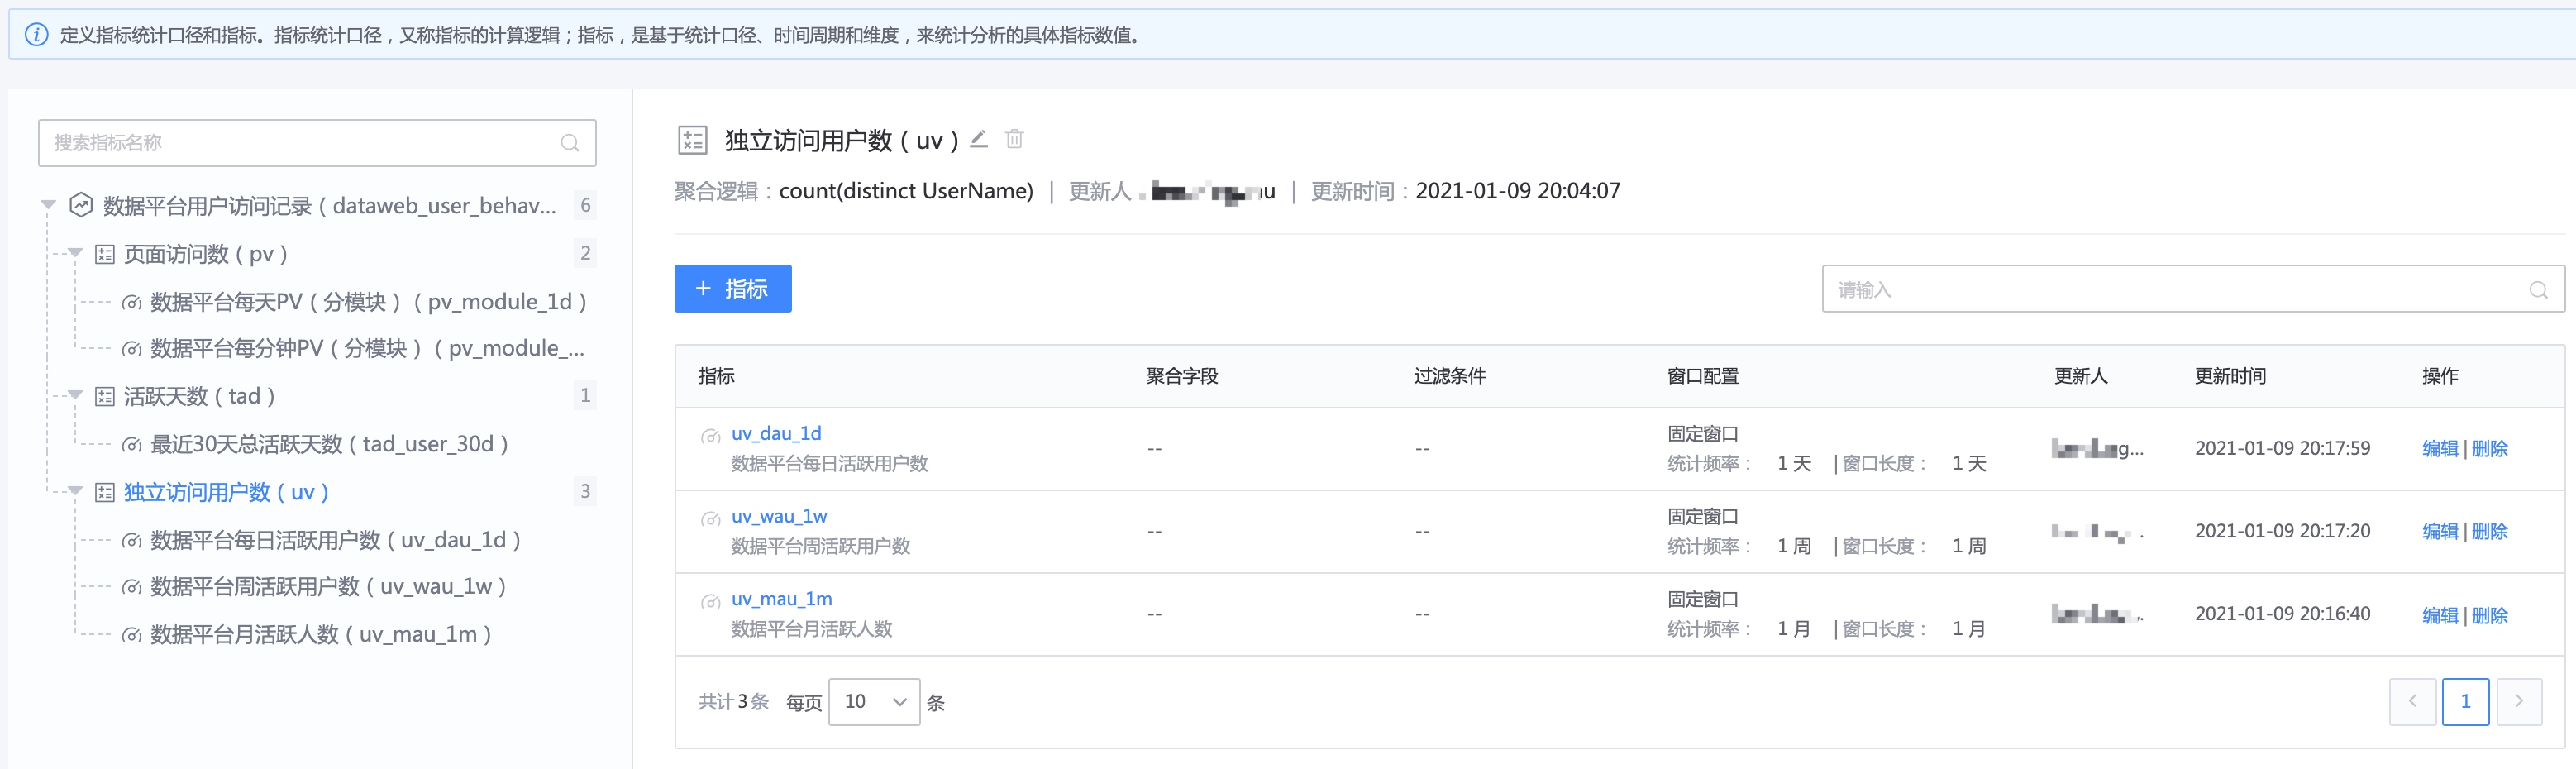 定义指标统计口径和指标。指标统计口径，又称指标的计算逻辑；指标，是基于统计口径、时间周期和维度，来统计分析的具体指标数值。
搜索指标名称
数据平台用户访问记录（dataweb_user_behav... 6
页面访问数（pv） 2
数据平台每天PV（分模块）（pv_module_1d）
数据平台每分钟PV（分模块）（pv_module_...
活跃天数（tad） 1
最近30天总活跃天数（tad_user_30d）
独立访问用户数（uv） 3
数据平台每日活跃用户数（uv_dau_1d）
数据平台周活跃用户数（uv_wau_1w）
数据平台月活跃人数（uv_mau_1m）
独立访问用户数（uv）
聚合逻辑：count(distinct UserName) | 更新人 | 更新时间：2021-01-09 20:04:07
+ 指标
请输入
指标 聚合字段 过滤条件 窗口配置 更新人 更新时间 操作
uv_dau_1d
数据平台每日活跃用户数
-- --
固定窗口
统计频率： 1 天 | 窗口长度： 1 天
2021-01-09 20:17:59 编辑 | 删除
uv_wau_1w
数据平台周活跃用户数
-- --
固定窗口
统计频率： 1 周 | 窗口长度： 1 周
2021-01-09 20:17:20 编辑 | 删除
uv_mau_1m
数据平台月活跃人数
-- --
固定窗口
统计频率： 1 月 | 窗口长度： 1 月
2021-01-09 20:16:40 编辑 | 删除
共计 3 条 每页 10 条
1